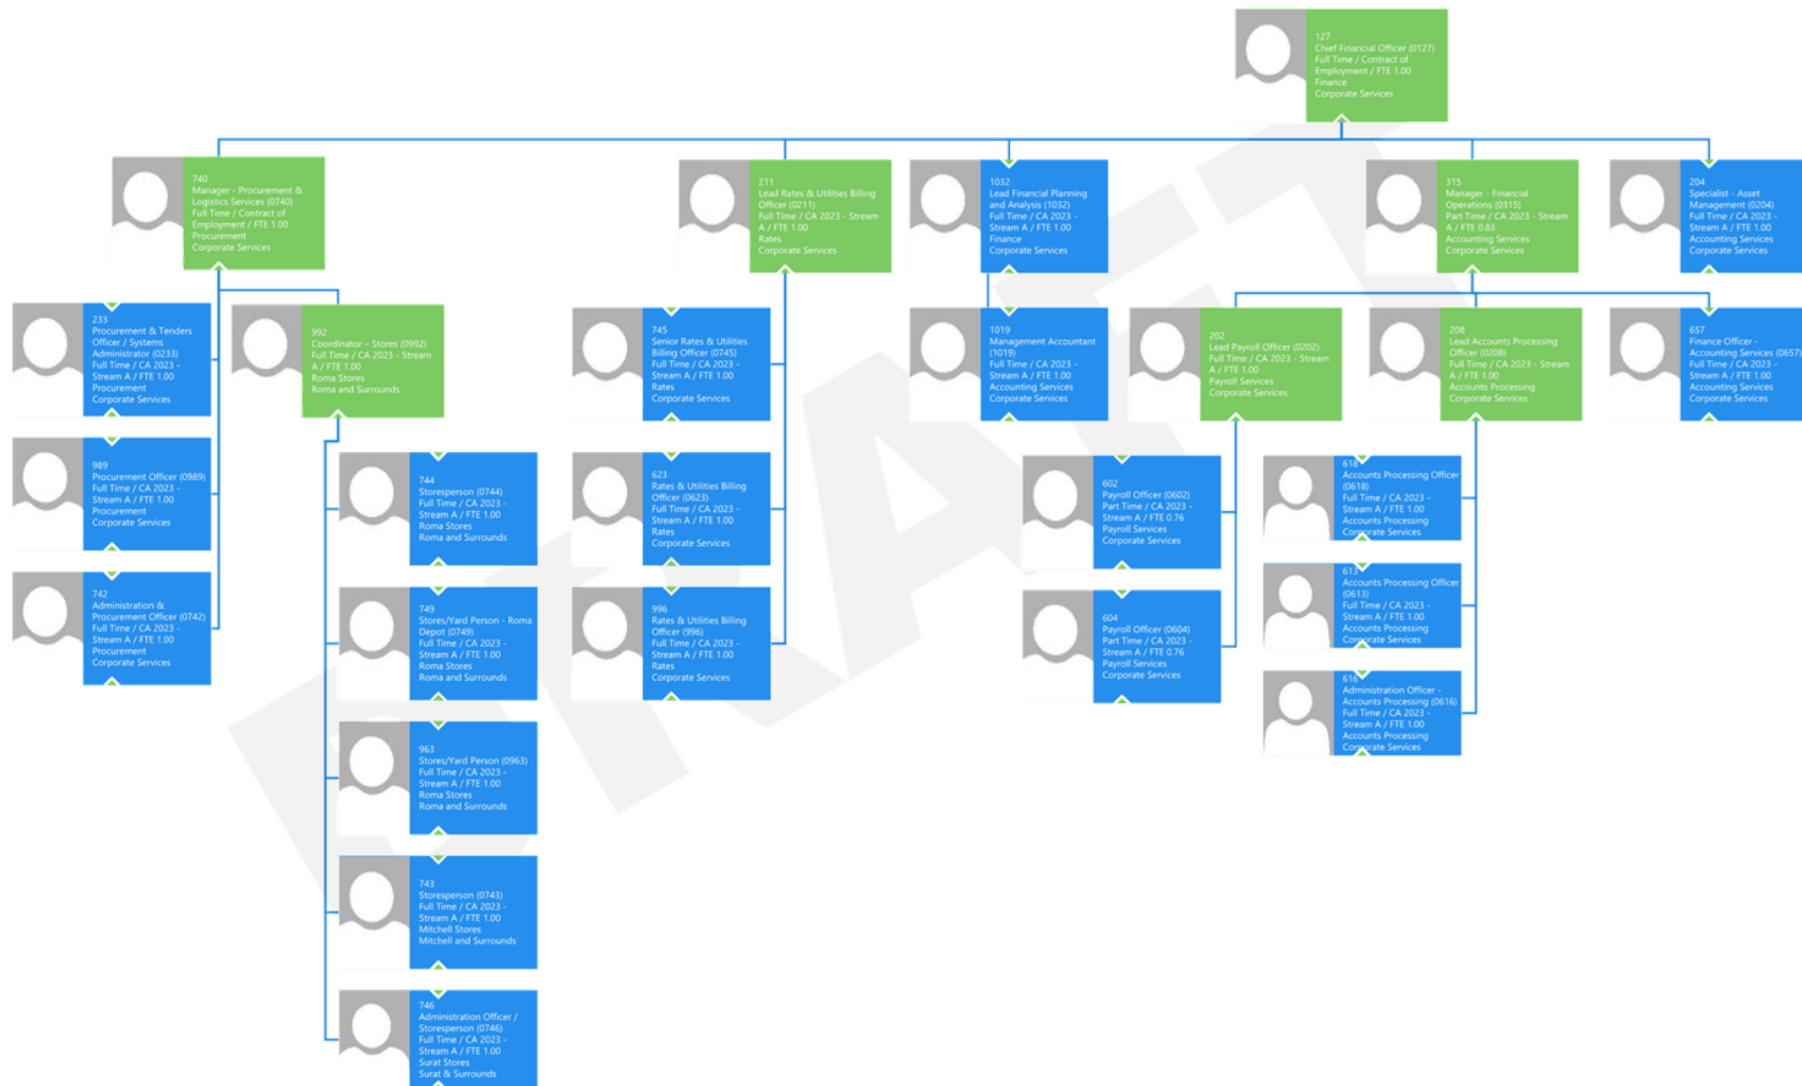 127
Chief Financial Officer (0127)
Full Time / Contract of
Employment / FTE 1.00
Finance
Corporate Services
740
Manager - Procurement &
Logistics Services (0740)
Full Time / Contract of
Employment / FTE 1.00
Procurement
Corporate Services
211
Lead Rates & Utilities Billing
Officer (0211)
Full Time / CA 2023 - Stream
A / FTE 1.00
Rates
Corporate Services
1032
Lead Financial Planning
and Analysis (1032)
Full Time / CA 2023 -
Stream A / FTE 1.00
Finance
Corporate Services
315
Manager - Financial
Operations (0315)
Part Time / CA 2023 - Stream
A / FTE 0.83
Accounting Services
Corporate Services
204
Specialist - Asset
Management (0204)
Full Time / CA 2023 -
Stream A / FTE 1.00
Accounting Services
Corporate Services
233
Procurement & Tenders
Officer / Systems
Administrator (0233)
Full Time / CA 2023 -
Stream A / FTE 1.00
Procurement
Corporate Services
992
Coordinator – Stores (0992)
Full Time / CA 2023 - Stream
A / FTE 1.00
Roma Stores
Roma and Surrounds
745
Senior Rates & Utilities
Billing Officer (0745)
Full Time / CA 2023 -
Stream A / FTE 1.00
Rates
Corporate Services
1019
Management Accountant
(1019)
Full Time / CA 2023 -
Stream A / FTE 1.00
Accounting Services
Corporate Services
202
Lead Payroll Officer (0202)
Full Time / CA 2023 - Stream
A / FTE 1.00
Payroll Services
Corporate Services
208
Lead Accounts Processing
Officer (0208)
Full Time / CA 2023 - Stream
A / FTE 1.00
Accounts Processing
Corporate Services
657
Finance Officer -
Accounting Services (0657)
Full Time / CA 2023 -
Stream A / FTE 1.00
Accounting Services
Corporate Services
989
Procurement Officer (0989)
Full Time / CA 2023 -
Stream A / FTE 1.00
Procurement
Corporate Services
742
Administration &
Procurement Officer (0742)
Full Time / CA 2023 -
Stream A / FTE 1.00
Procurement
Corporate Services
744
Storesperson (0744)
Full Time / CA 2023 -
Stream A / FTE 1.00
Roma Stores
Roma and Surrounds
749
Stores/Yard Person - Roma
Depot (0749)
Full Time / CA 2023 -
Stream A / FTE 1.00
Roma Stores
Roma and Surrounds
963
Stores/Yard Person (0963)
Full Time / CA 2023 -
Stream A / FTE 1.00
Roma Stores
Roma and Surrounds
743
Storesperson (0743)
Full Time / CA 2023 -
Stream A / FTE 1.00
Mitchell Stores
Mitchell and Surrounds
746
Administration Officer /
Storesperson (0746)
Full Time / CA 2023 -
Stream A / FTE 1.00
Surat Stores
Surat & Surrounds
623
Rates & Utilities Billing
Officer (0623)
Full Time / CA 2023 -
Stream A / FTE 1.00
Rates
Corporate Services
996
Rates & Utilities Billing
Officer (996)
Full Time / CA 2023 -
Stream A / FTE 1.00
Rates
Corporate Services
602
Payroll Officer (0602)
Part Time / CA 2023 -
Stream A / FTE 0.76
Payroll Services
Corporate Services
604
Payroll Officer (0604)
Part Time / CA 2023 -
Stream A / FTE 0.76
Payroll Services
Corporate Services
618
Accounts Processing Officer
(0618)
Full Time / CA 2023 -
Stream A / FTE 1.00
Accounts Processing
Corporate Services
613
Accounts Processing Officer
(0613)
Full Time / CA 2023 -
Stream A / FTE 1.00
Accounts Processing
Corporate Services
616
Administration Officer -
Accounts Processing (0616)
Full Time / CA 2023 -
Stream A / FTE 1.00
Accounts Processing
Corporate Services
DRAFT